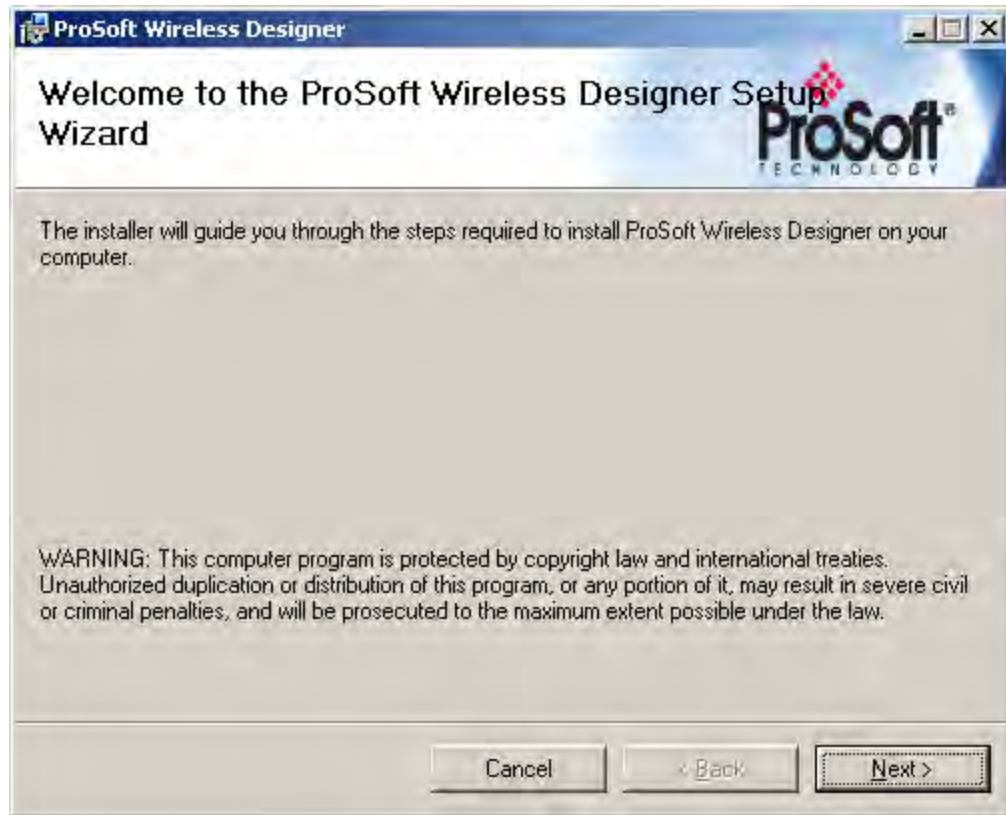 ProSoft Wireless Designer
Welcome to the ProSoft Wireless Designer Setup
Wizard
ProSoft®
TECHNOLOGY
The installer will guide you through the steps required to install ProSoft Wireless Designer on your
computer.
WARNING: This computer program is protected by copyright law and international treaties.
Unauthorized duplication or distribution of this program, or any portion of it, may result in severe civil
or criminal penalties, and will be prosecuted to the maximum extent possible under the law.
Cancel
< Back
Next >